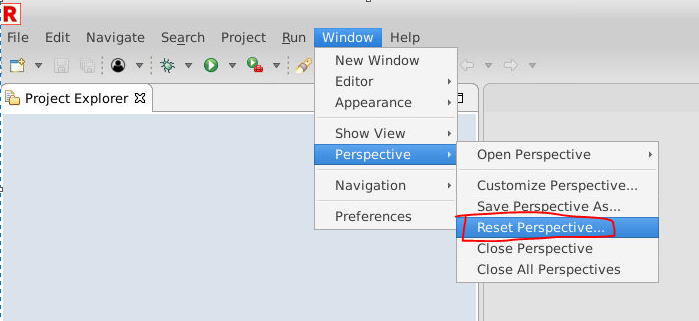 R
File Edit Navigate Search Project Run Window Help
New Window
Editor
Appearance
Project Explorer
Show View
Perspective
Navigation
Preferences
Open Perspective
Customize Perspective...
Save Perspective As...
Reset Perspective...
Close Perspective
Close All Perspectives